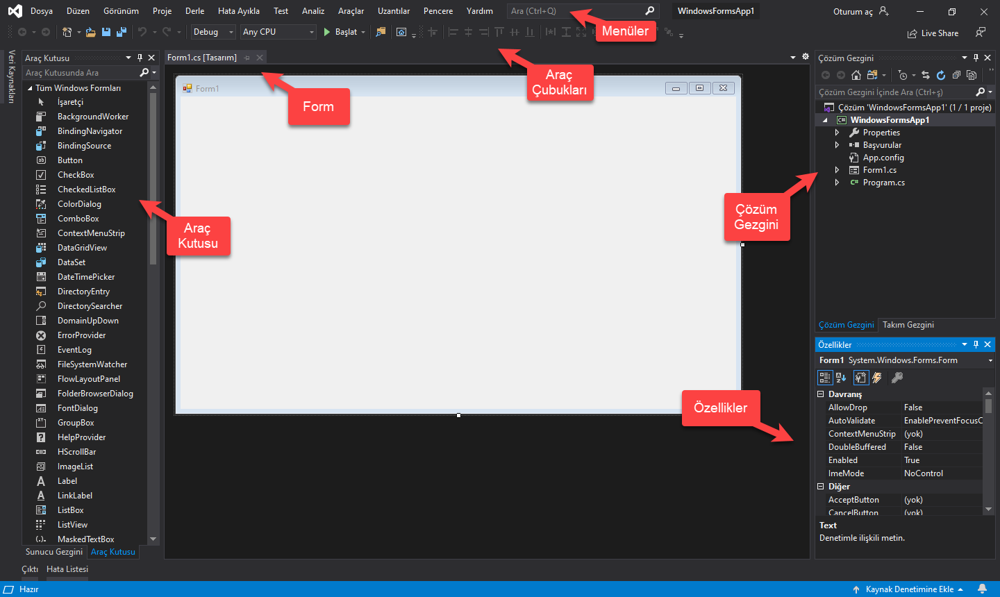 Dosya Düzen Görünüm Proje Derle Hata Ayıkla Test Analiz Araçlar Uzantılar Pencere Yardım Ara (Ctrl+Q) WindowsFormsApp1 Oturum aç
Menüler
Debug Any CPU Başlat Live Share
Veri Kaynakları
Araç Kutusu
Araç Kutusunda Ara
Tüm Windows Formları
İşaretçi
BackgroundWorker
BindingNavigator
BindingSource
Button
CheckBox
CheckedListBox
ColorDialog
ComboBox
ContextMenuStrip
DataGridView
DataSet
DateTimePicker
DirectoryEntry
DirectorySearcher
DomainUpDown
ErrorProvider
EventLog
FileSystemWatcher
FlowLayoutPanel
FolderBrowserDialog
FontDialog
GroupBox
HelpProvider
HScrollBar
ImageList
Label
LinkLabel
ListBox
ListView
MaskedTextBox
Sunucu Gezgini Araç Kutusu
Araç
Kutusu
Form1.cs [Tasarım]
Form1
Form
Araç
Çubukları
Çözüm
Gezgini
Özellikler
Çözüm Gezgini
Çözüm Gezgini İçinde Ara (Ctrl+ş)
Çözüm 'WindowsFormsApp1' (1 / 1 proje)
C# WindowsFormsApp1
Properties
Başvurular
App.config
Form1.cs
C# Program.cs
Çözüm Gezgini Takım Gezgini
Özellikler
Form1 System.Windows.Forms.Form
Davranış
AllowDrop False
AutoValidate EnablePreventFocusC
ContextMenuStrip (yok)
DoubleBuffered False
Enabled True
ImeMode NoControl
Diğer
AcceptButton (yok)
CancelButton (yok)
Text
Denetimle ilişkili metin.
Çıktı Hata Listesi
Hazır Kaynak Denetimine Ekle